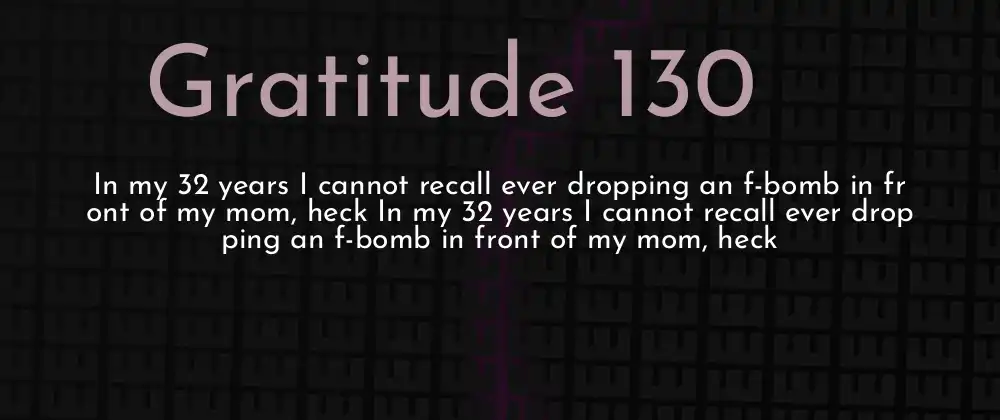 Gratitude 130
In my 32 years I cannot recall ever dropping an f-bomb in fr
ont of my mom, heck In my 32 years I cannot recall ever drop
ping an f-bomb in front of my mom, heck